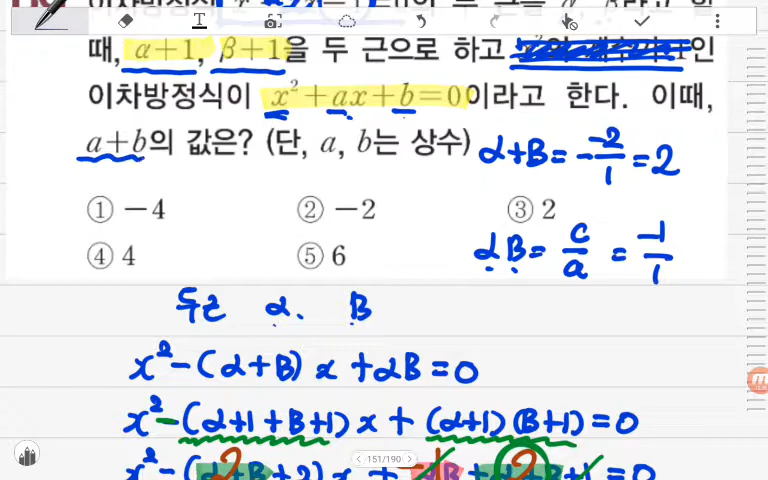 때, α+1, β+1을 두 근으로 하고 인
이차방정식이 x²+ax+b=0이라고 한다. 이때,
a+b의 값은? (단, a, b는 상수)
α+β = -\frac{-2}{1} = 2
① -4 ② -2 ③ 2
④ 4 ⑤ 6
αβ = \frac{c}{a} = \frac{-1}{1}
두근 α. β
x²-(α+β)x+αβ=0
x²-(α+1+β+1)x+(α+1)(β+1)=0
151/190